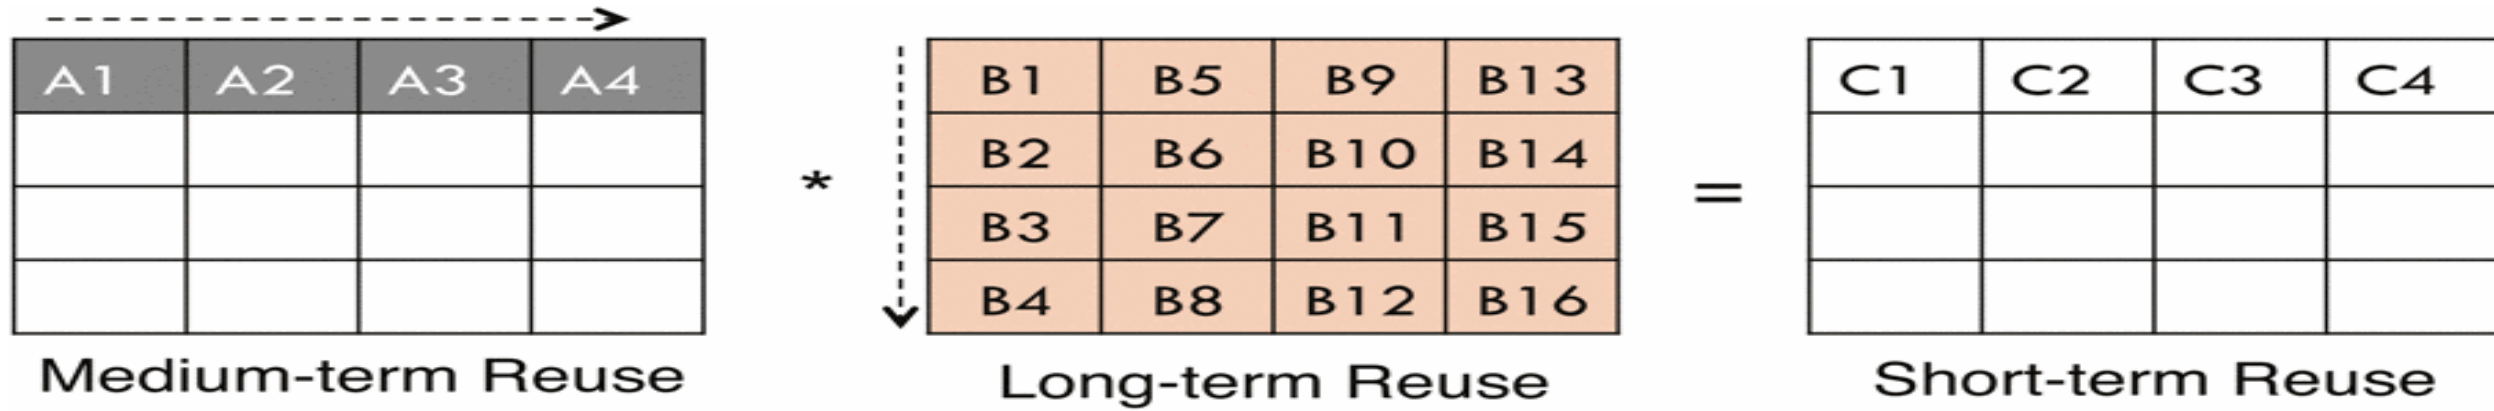 A1 A2 A3 A4
B1 B5 B9 B13
B2 B6 B10 B14
B3 B7 B11 B15
B4 B8 B12 B16
*
=
C1 C2 C3 C4
Medium-term Reuse
Long-term Reuse
Short-term Reuse